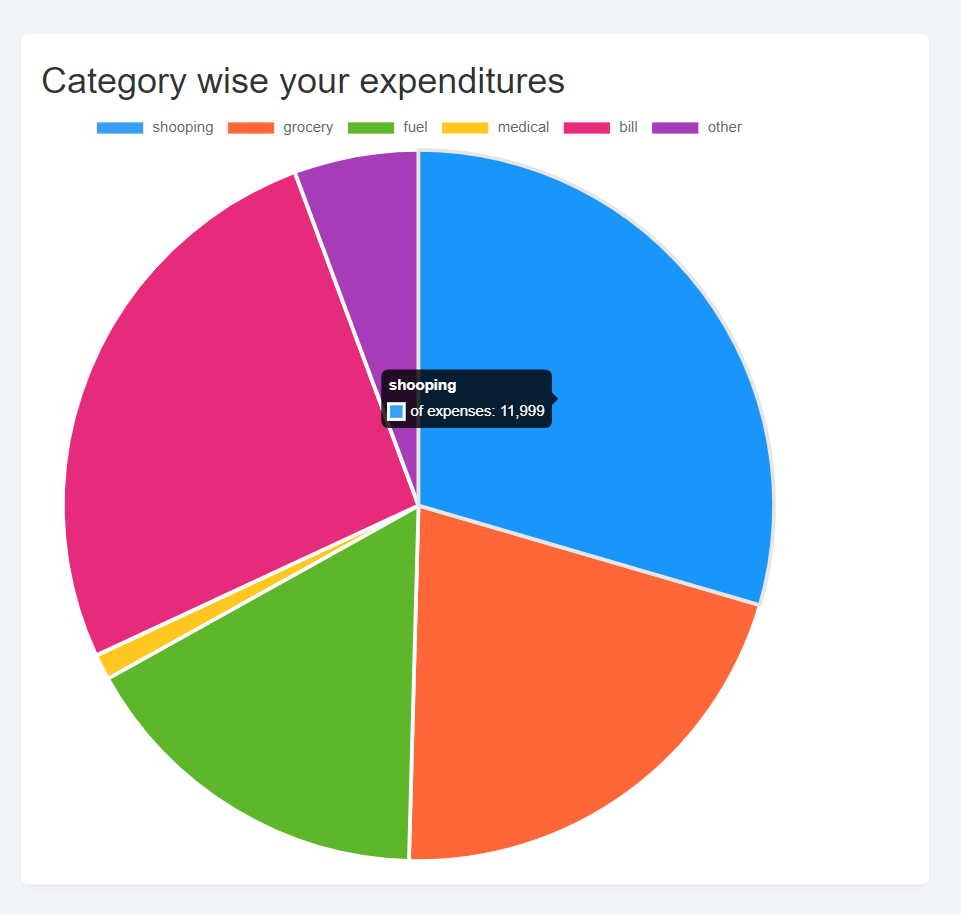 Category wise your expenditures
shooping grocery fuel medical bill other
shooping
of expenses: 11,999